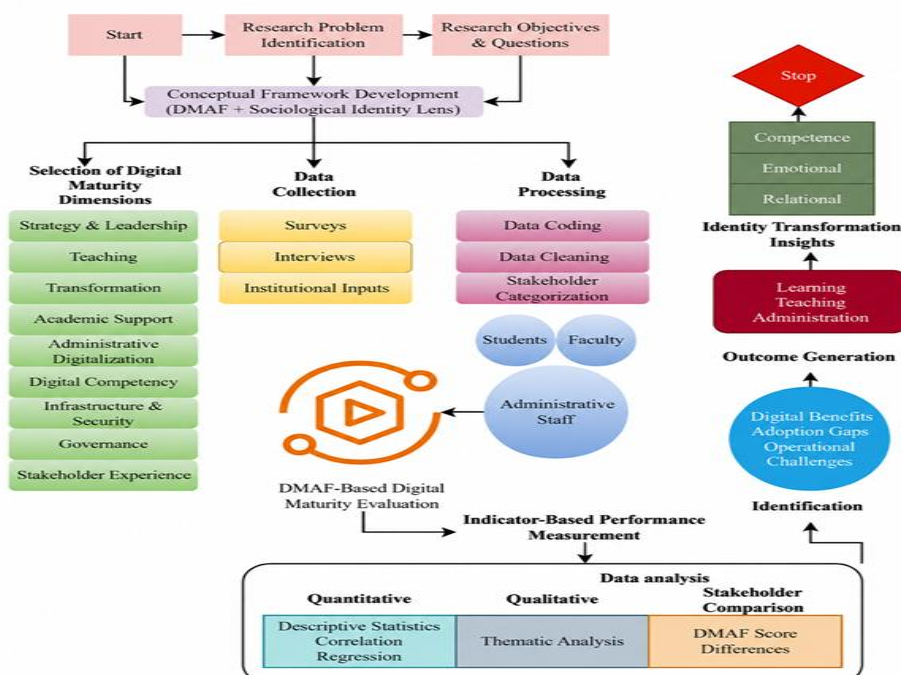 Start
Research Problem
Identification
Research Objectives
& Questions
Conceptual Framework Development
(DMAF + Sociological Identity Lens)
Selection of Digital
Maturity
Dimensions
Strategy & Leadership
Teaching
Transformation
Academic Support
Administrative
Digitalization
Digital Competency
Infrastructure &
Security
Governance
Stakeholder Experience
Data
Collection
Surveys
Interviews
Institutional Inputs
Data
Processing
Data Coding
Data Cleaning
Stakeholder
Categorization
Students
Faculty
Administrative
Staff
DMAF-Based Digital
Maturity Evaluation
Indicator-Based Performance
Measurement
Data analysis
Quantitative
Descriptive Statistics
Correlation
Regression
Qualitative
Thematic Analysis
Stakeholder
Comparison
DMAF Score
Differences
Identification
Digital Benefits
Adoption Gaps
Operational
Challenges
Outcome Generation
Learning
Teaching
Administration
Identity Transformation
Insights
Competence
Emotional
Relational
Stop